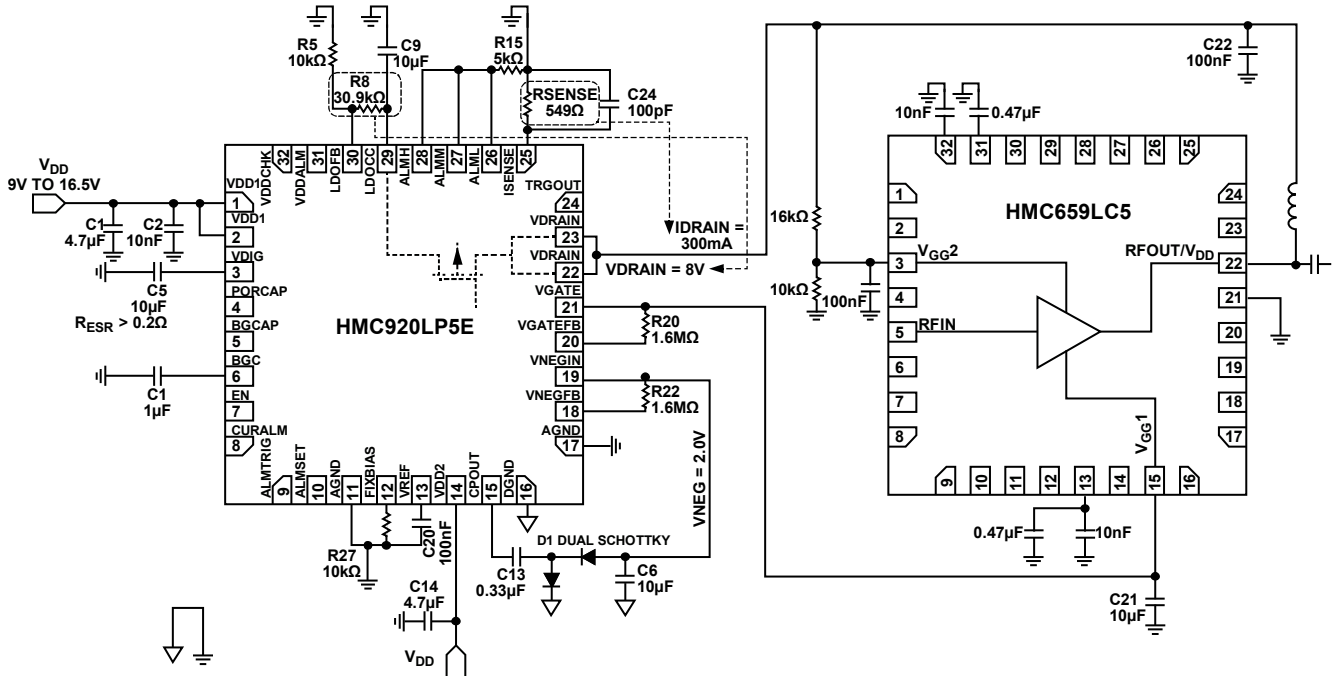 R5
10kΩ
C9
10µF
R8
30.9kΩ
R15
5kΩ
RSENSE
549Ω
C24
100pF
C22
100nF
10nF
0.47µF
VDDCHK
32
VDDALM
31
LDOFB
30
LDOCC
29
ALMH
28
ALMM
27
ALML
26
ISENSE
25
VDD
9V TO 16.5V
C1
4.7µF
C2
10nF
VDD1
1
VDD1
2
VDIG
3
PORCAP
4
BGCAP
5
BGC
6
EN
7
CURALM
8
C5
10µF
RESR > 0.2Ω
C1
1µF
HMC920LP5E
TRGOUT
24
VDRAIN
23
VDRAIN
22
VGATE
21
VGATEFB
20
VNEGIN
19
VNEGFB
18
AGND
17
IDRAIN =
300mA
VDRAIN = 8V
R20
1.6MΩ
R22
1.6MΩ
VNEG = 2.0V
ALMTRIG
9
ALMSET
10
AGND
11
FIXBIAS
12
VREF
13
VDD2
14
CPOUT
15
DGND
16
R27
10kΩ
C20
100nF
C14
4.7µF
VDD
C13
0.33µF
D1 DUAL SCHOTTKY
C6
10µF
16kΩ
10kΩ
100nF
HMC659LC5
32
31
30
29
28
27
26
25
1
2
3
4
5
6
7
8
VGG2
RFIN
RFOUT/VDD
VGG1
24
23
22
21
20
19
18
17
9
10
11
12
13
14
15
16
0.47µF
10nF
C21
10µF